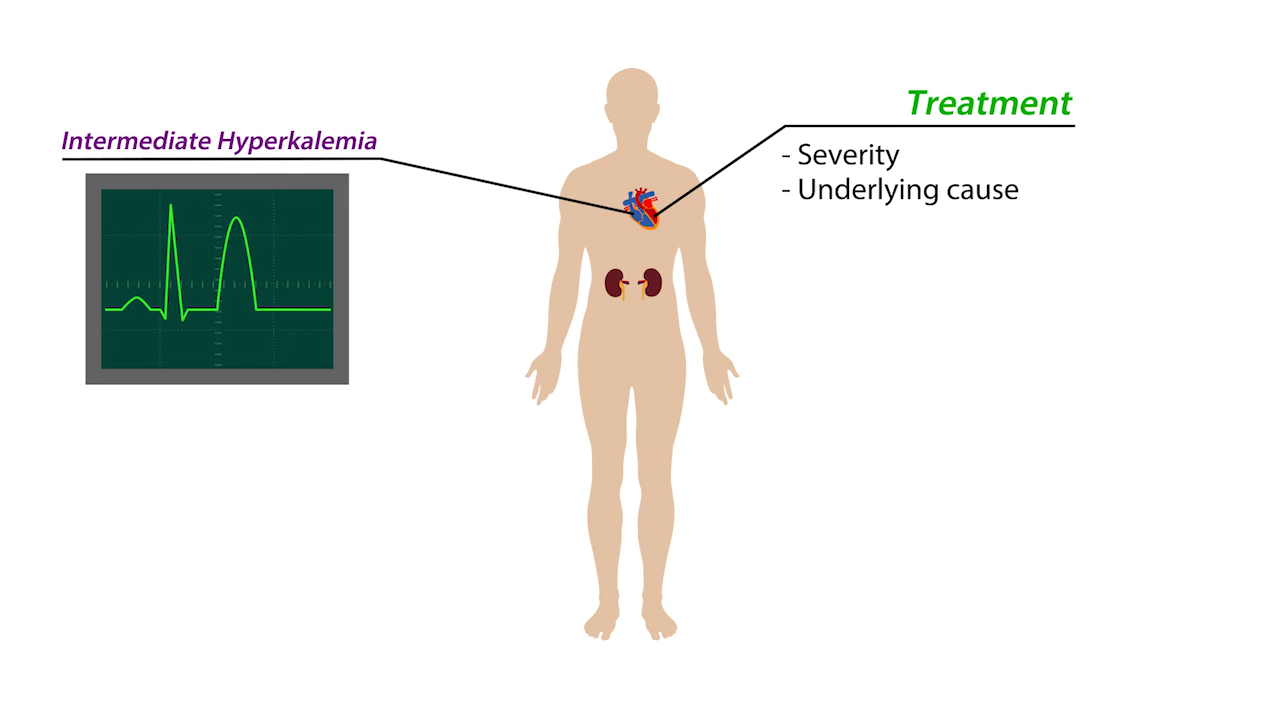 Intermediate Hyperkalemia
Treatment
- Severity
- Underlying cause